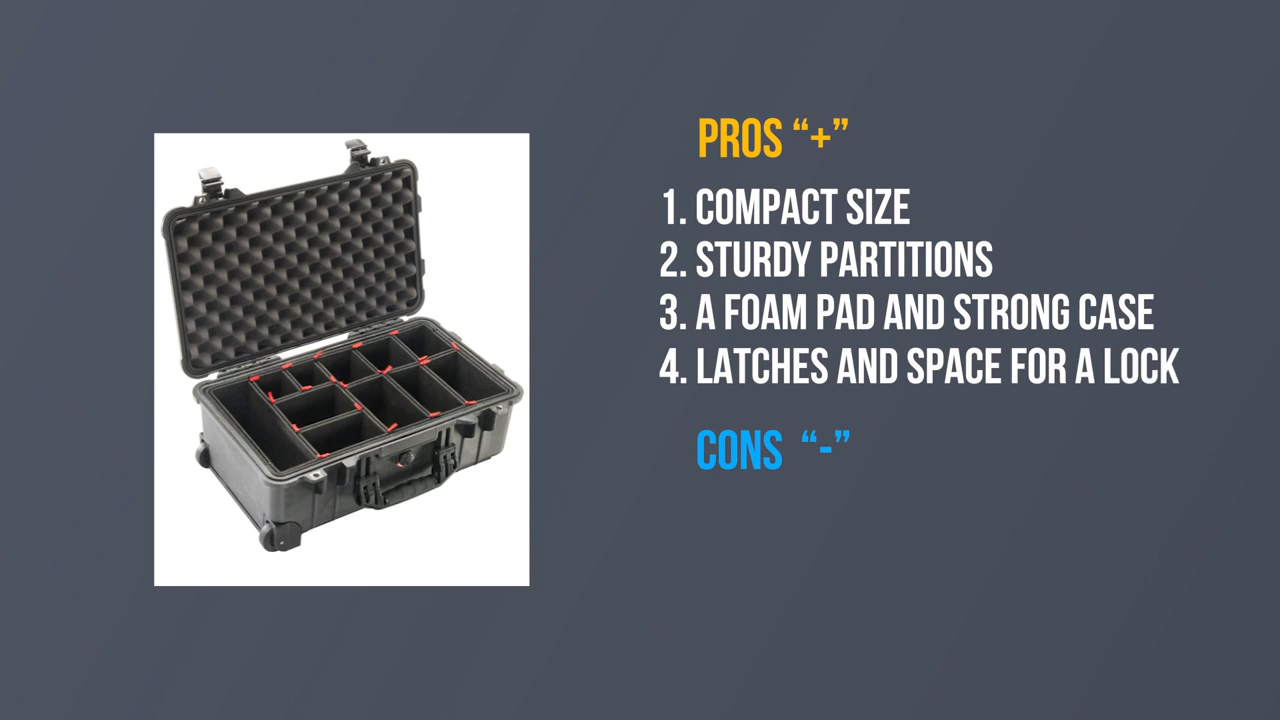 PROS “+”
1. COMPACT SIZE
2. STURDY PARTITIONS
3. A FOAM PAD AND STRONG CASE
4. LATCHES AND SPACE FOR A LOCK
CONS “-”